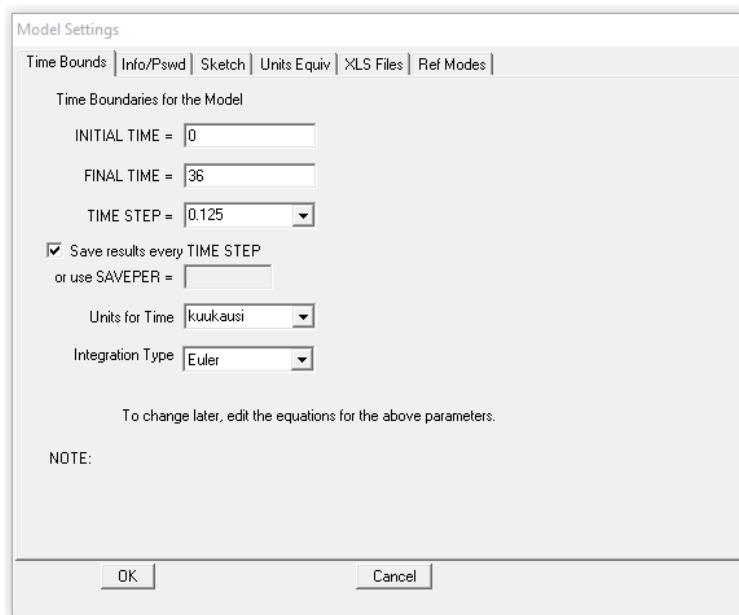 Model Settings
Time Bounds Info/Pswd Sketch Units Equiv XLS Files Ref Modes
Time Boundaries for the Model
INITIAL TIME = 0
FINAL TIME = 36
TIME STEP = 0.125
Save results every TIME STEP
or use SAVEPER =
Units for Time kuukausi
Integration Type Euler
To change later, edit the equations for the above parameters.
NOTE:
OK Cancel